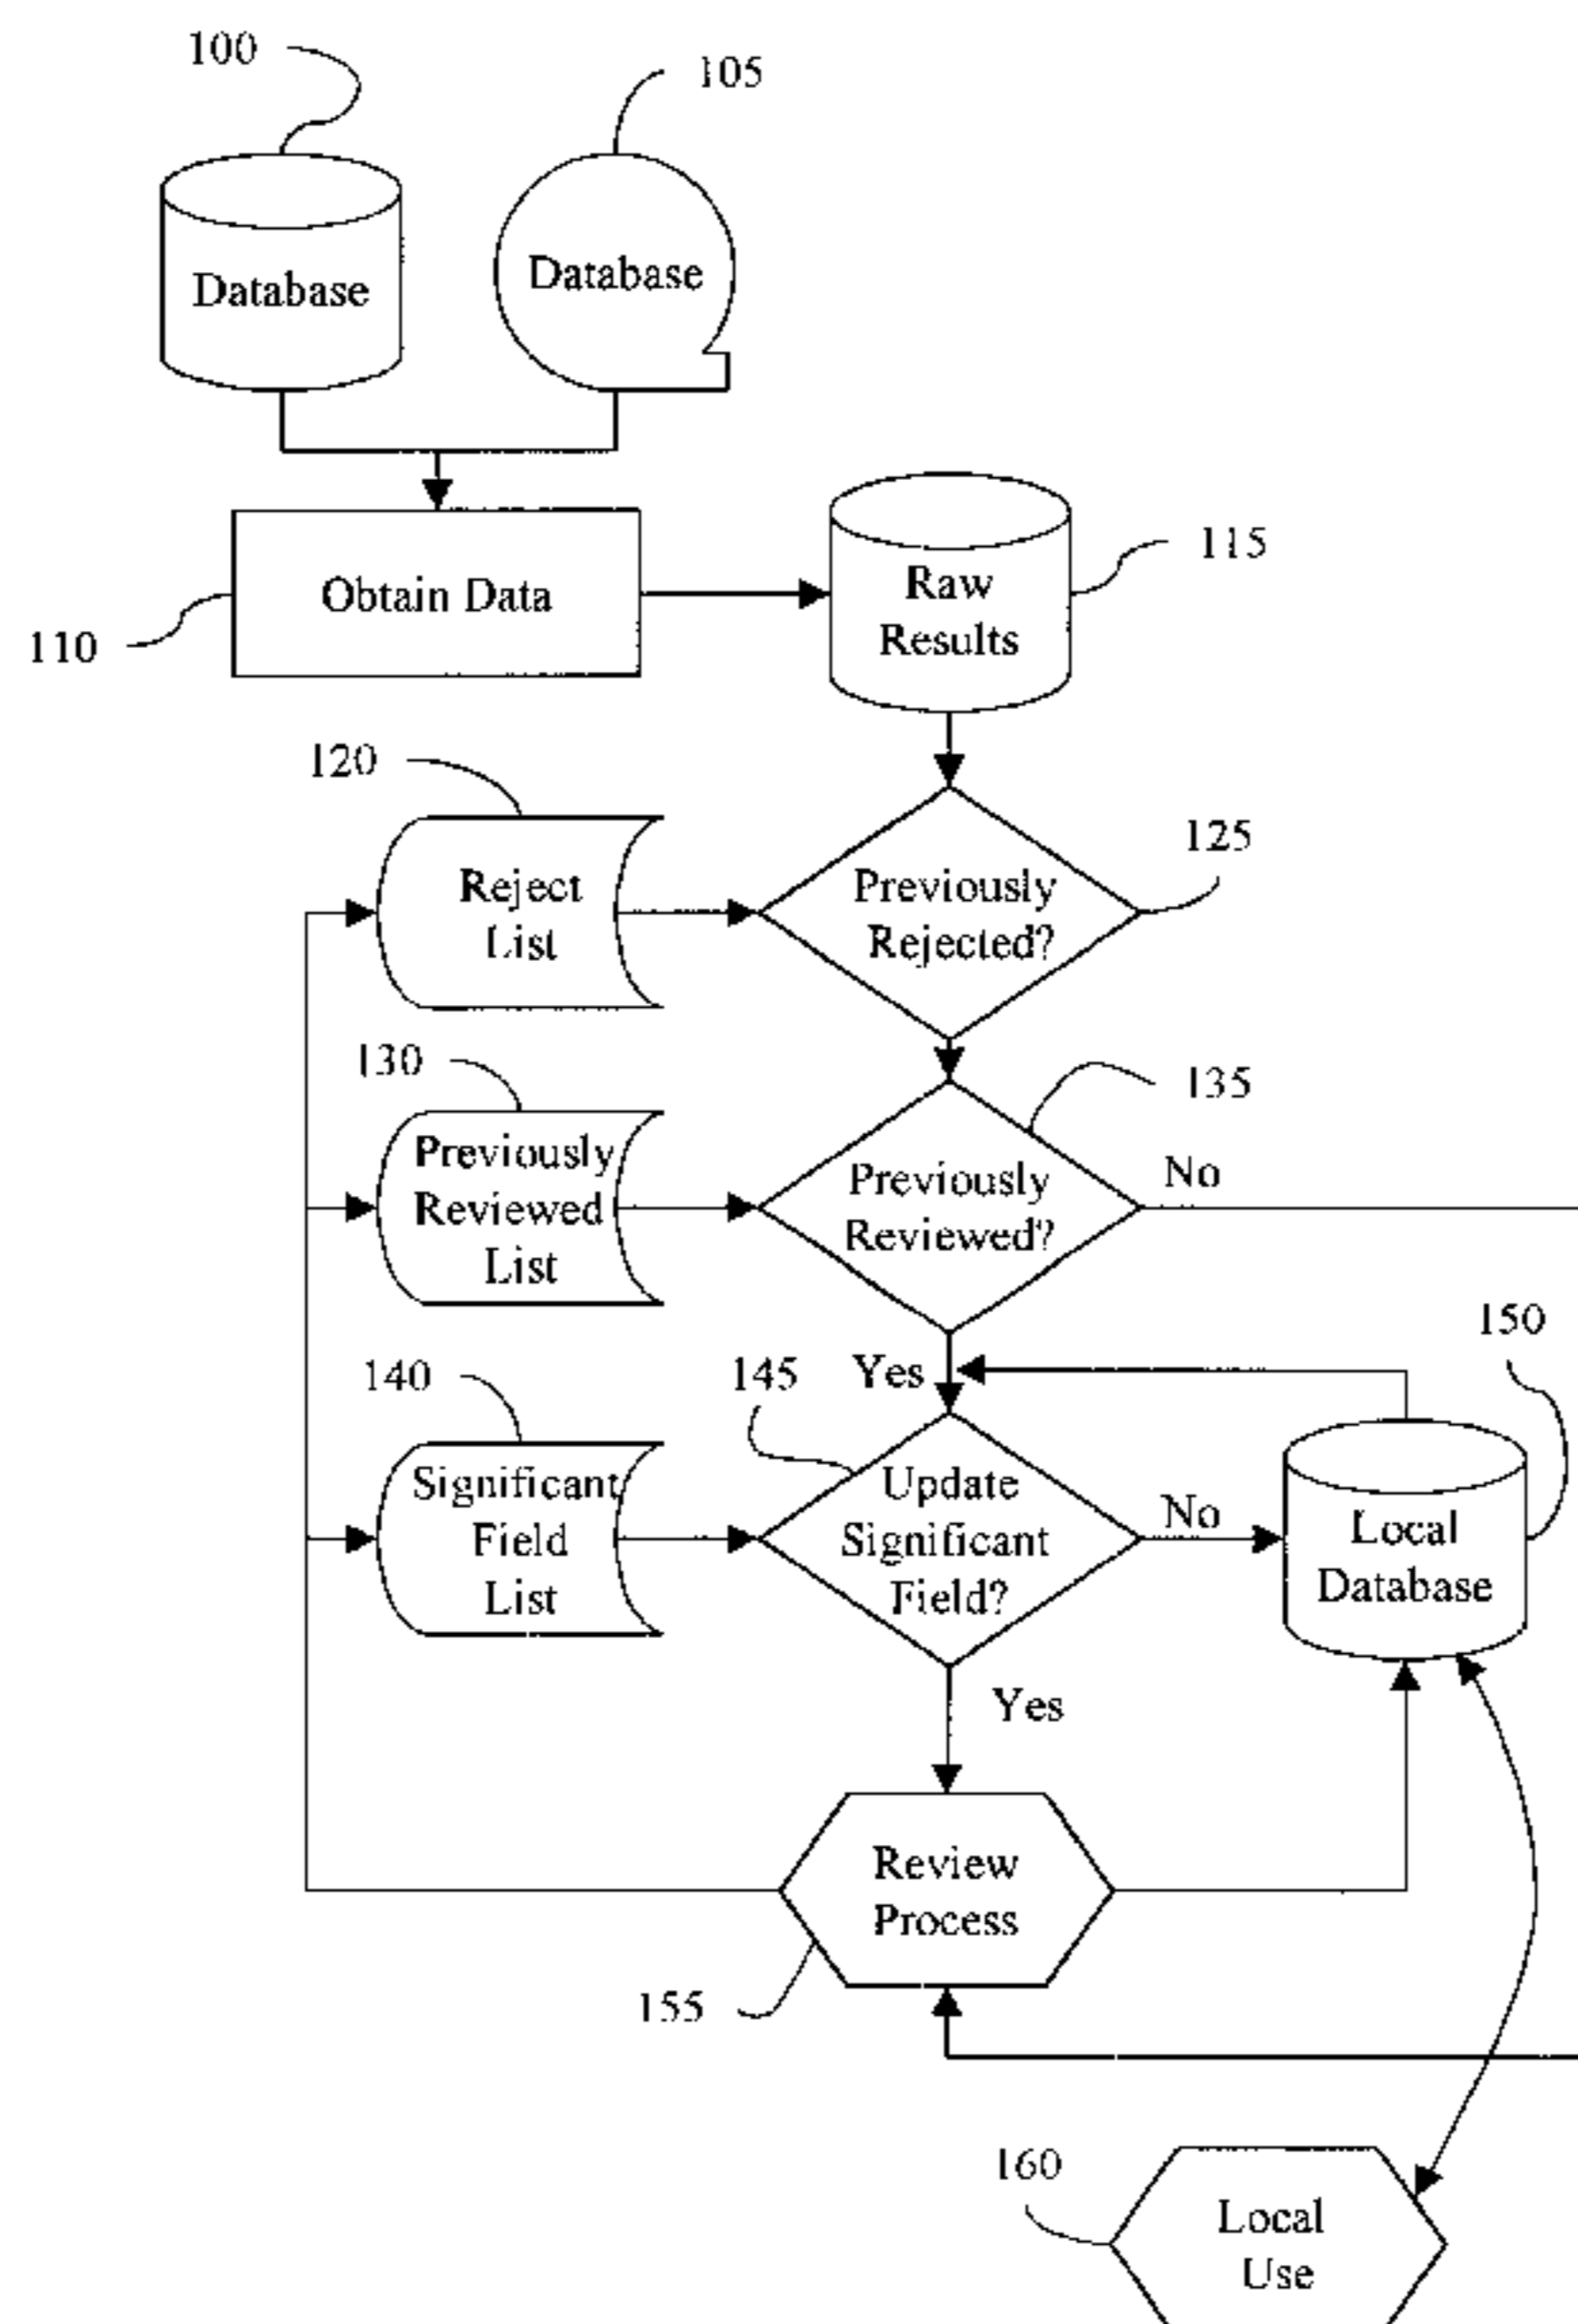 100
105
Database
Database
115
Obtain Data
Raw
Results
110
120
125
Reject
List
Previously
Rejected?
130
135
Previously
Reviewed
List
Previously
Reviewed?
No
150
140
145
Yes
Significant
Field
List
Update
Significant
Field?
No
Local
Database
Yes
Review
Process
155
160
Local
Use